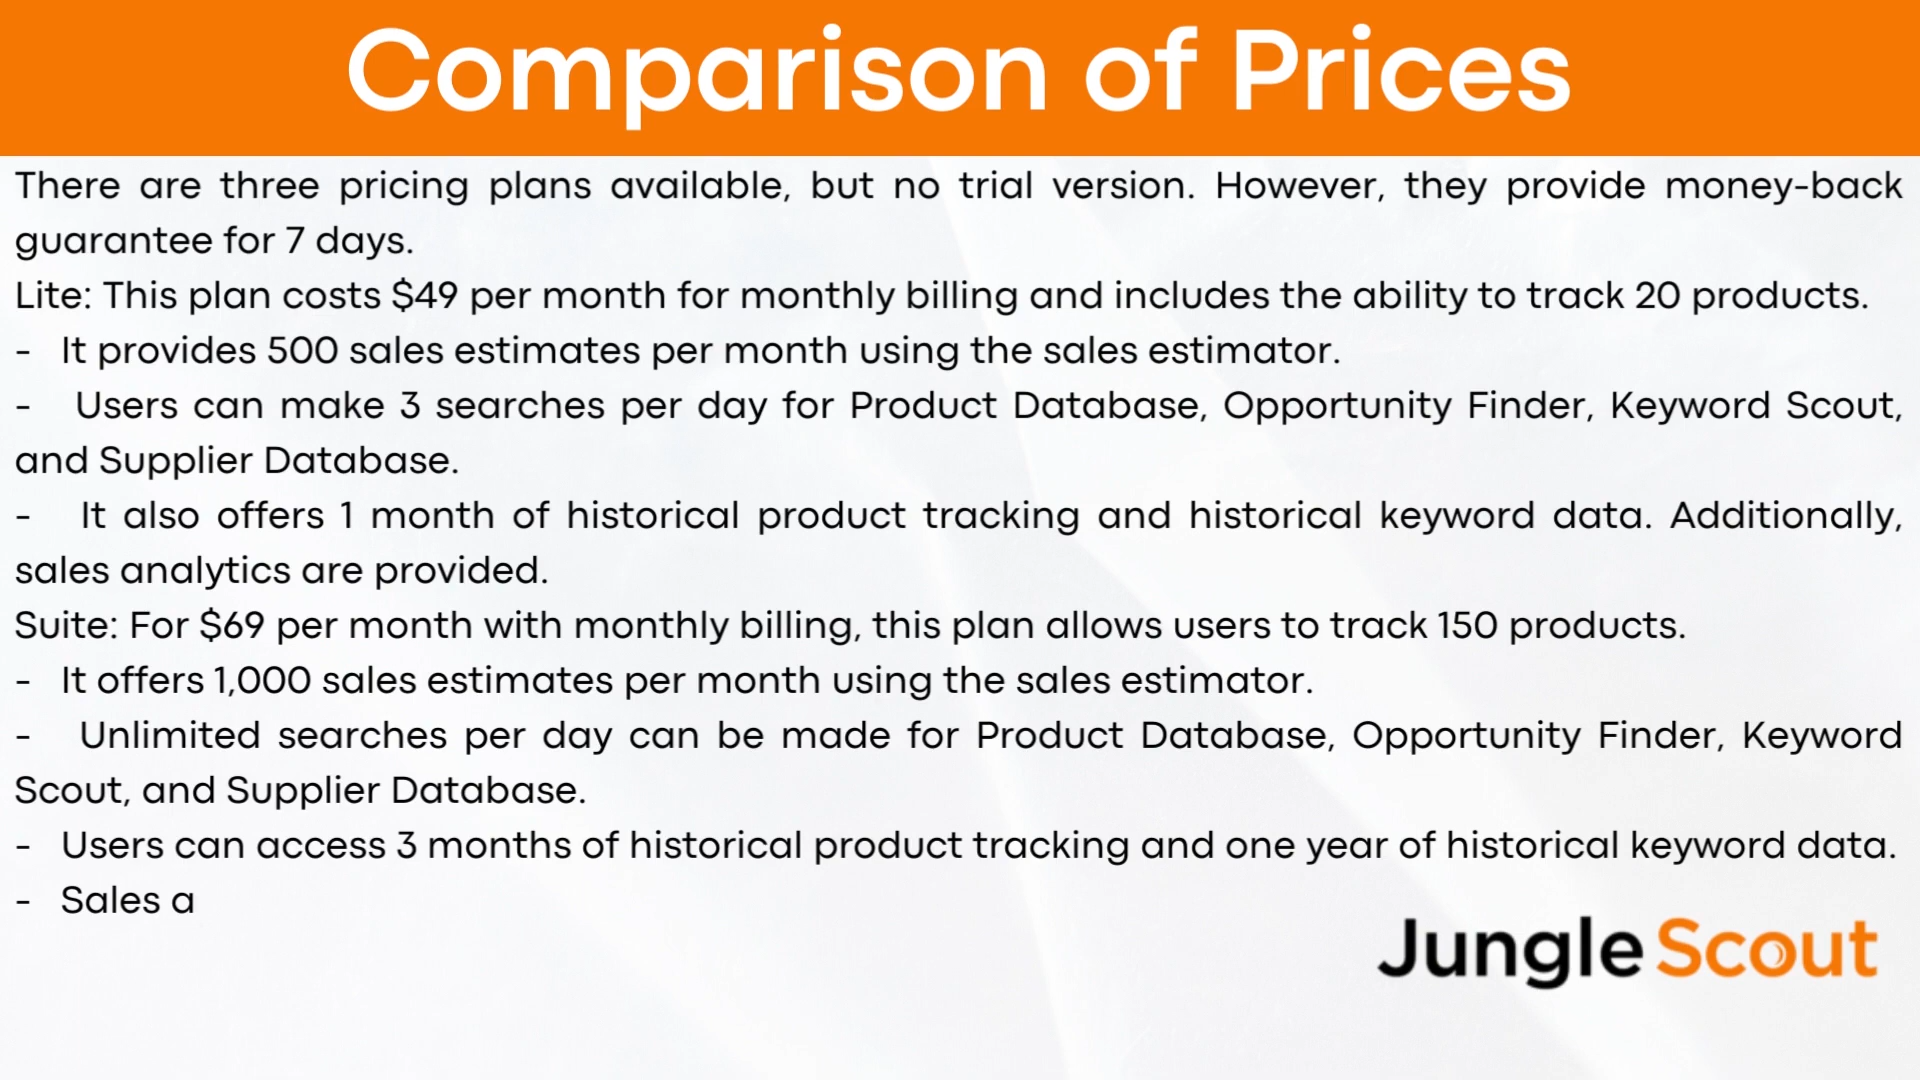 Comparison of Prices
There are three pricing plans available, but no trial version. However, they provide money-back
guarantee for 7 days.
Lite: This plan costs $49 per month for monthly billing and includes the ability to track 20 products.
- It provides 500 sales estimates per month using the sales estimator.
- Users can make 3 searches per day for Product Database, Opportunity Finder, Keyword Scout,
and Supplier Database.
- It also offers 1 month of historical product tracking and historical keyword data. Additionally,
sales analytics are provided.
Suite: For $69 per month with monthly billing, this plan allows users to track 150 products.
- It offers 1,000 sales estimates per month using the sales estimator.
- Unlimited searches per day can be made for Product Database, Opportunity Finder, Keyword
Scout, and Supplier Database.
- Users can access 3 months of historical product tracking and one year of historical keyword data.
- Sales a
Jungle Scout